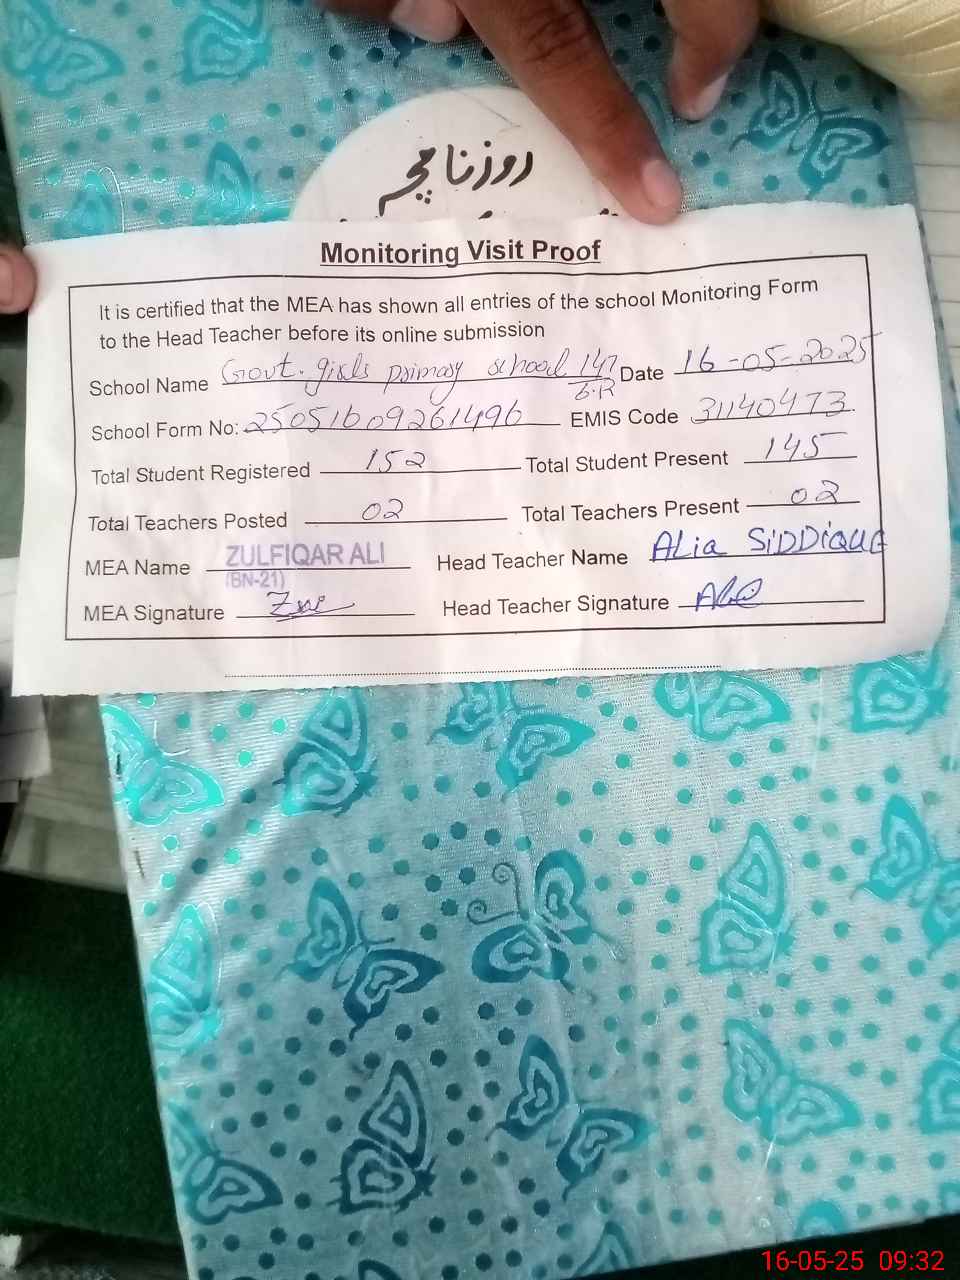 روزنامچہ
Monitoring Visit Proof
It is certified that the MEA has shown all entries of the school Monitoring Form
to the Head Teacher before its online submission
School Name Govt. girls primary school 147/6.R Date 16-05-2025
School Form No: 25051609261496 EMIS Code 31140473
Total Student Registered 152 Total Student Present 145
Total Teachers Posted 02 Total Teachers Present 02
MEA Name ZULFIQAR ALI Head Teacher Name ALia SiDDiQUE
(BN-21)
MEA Signature Head Teacher Signature
16-05-25 09:32